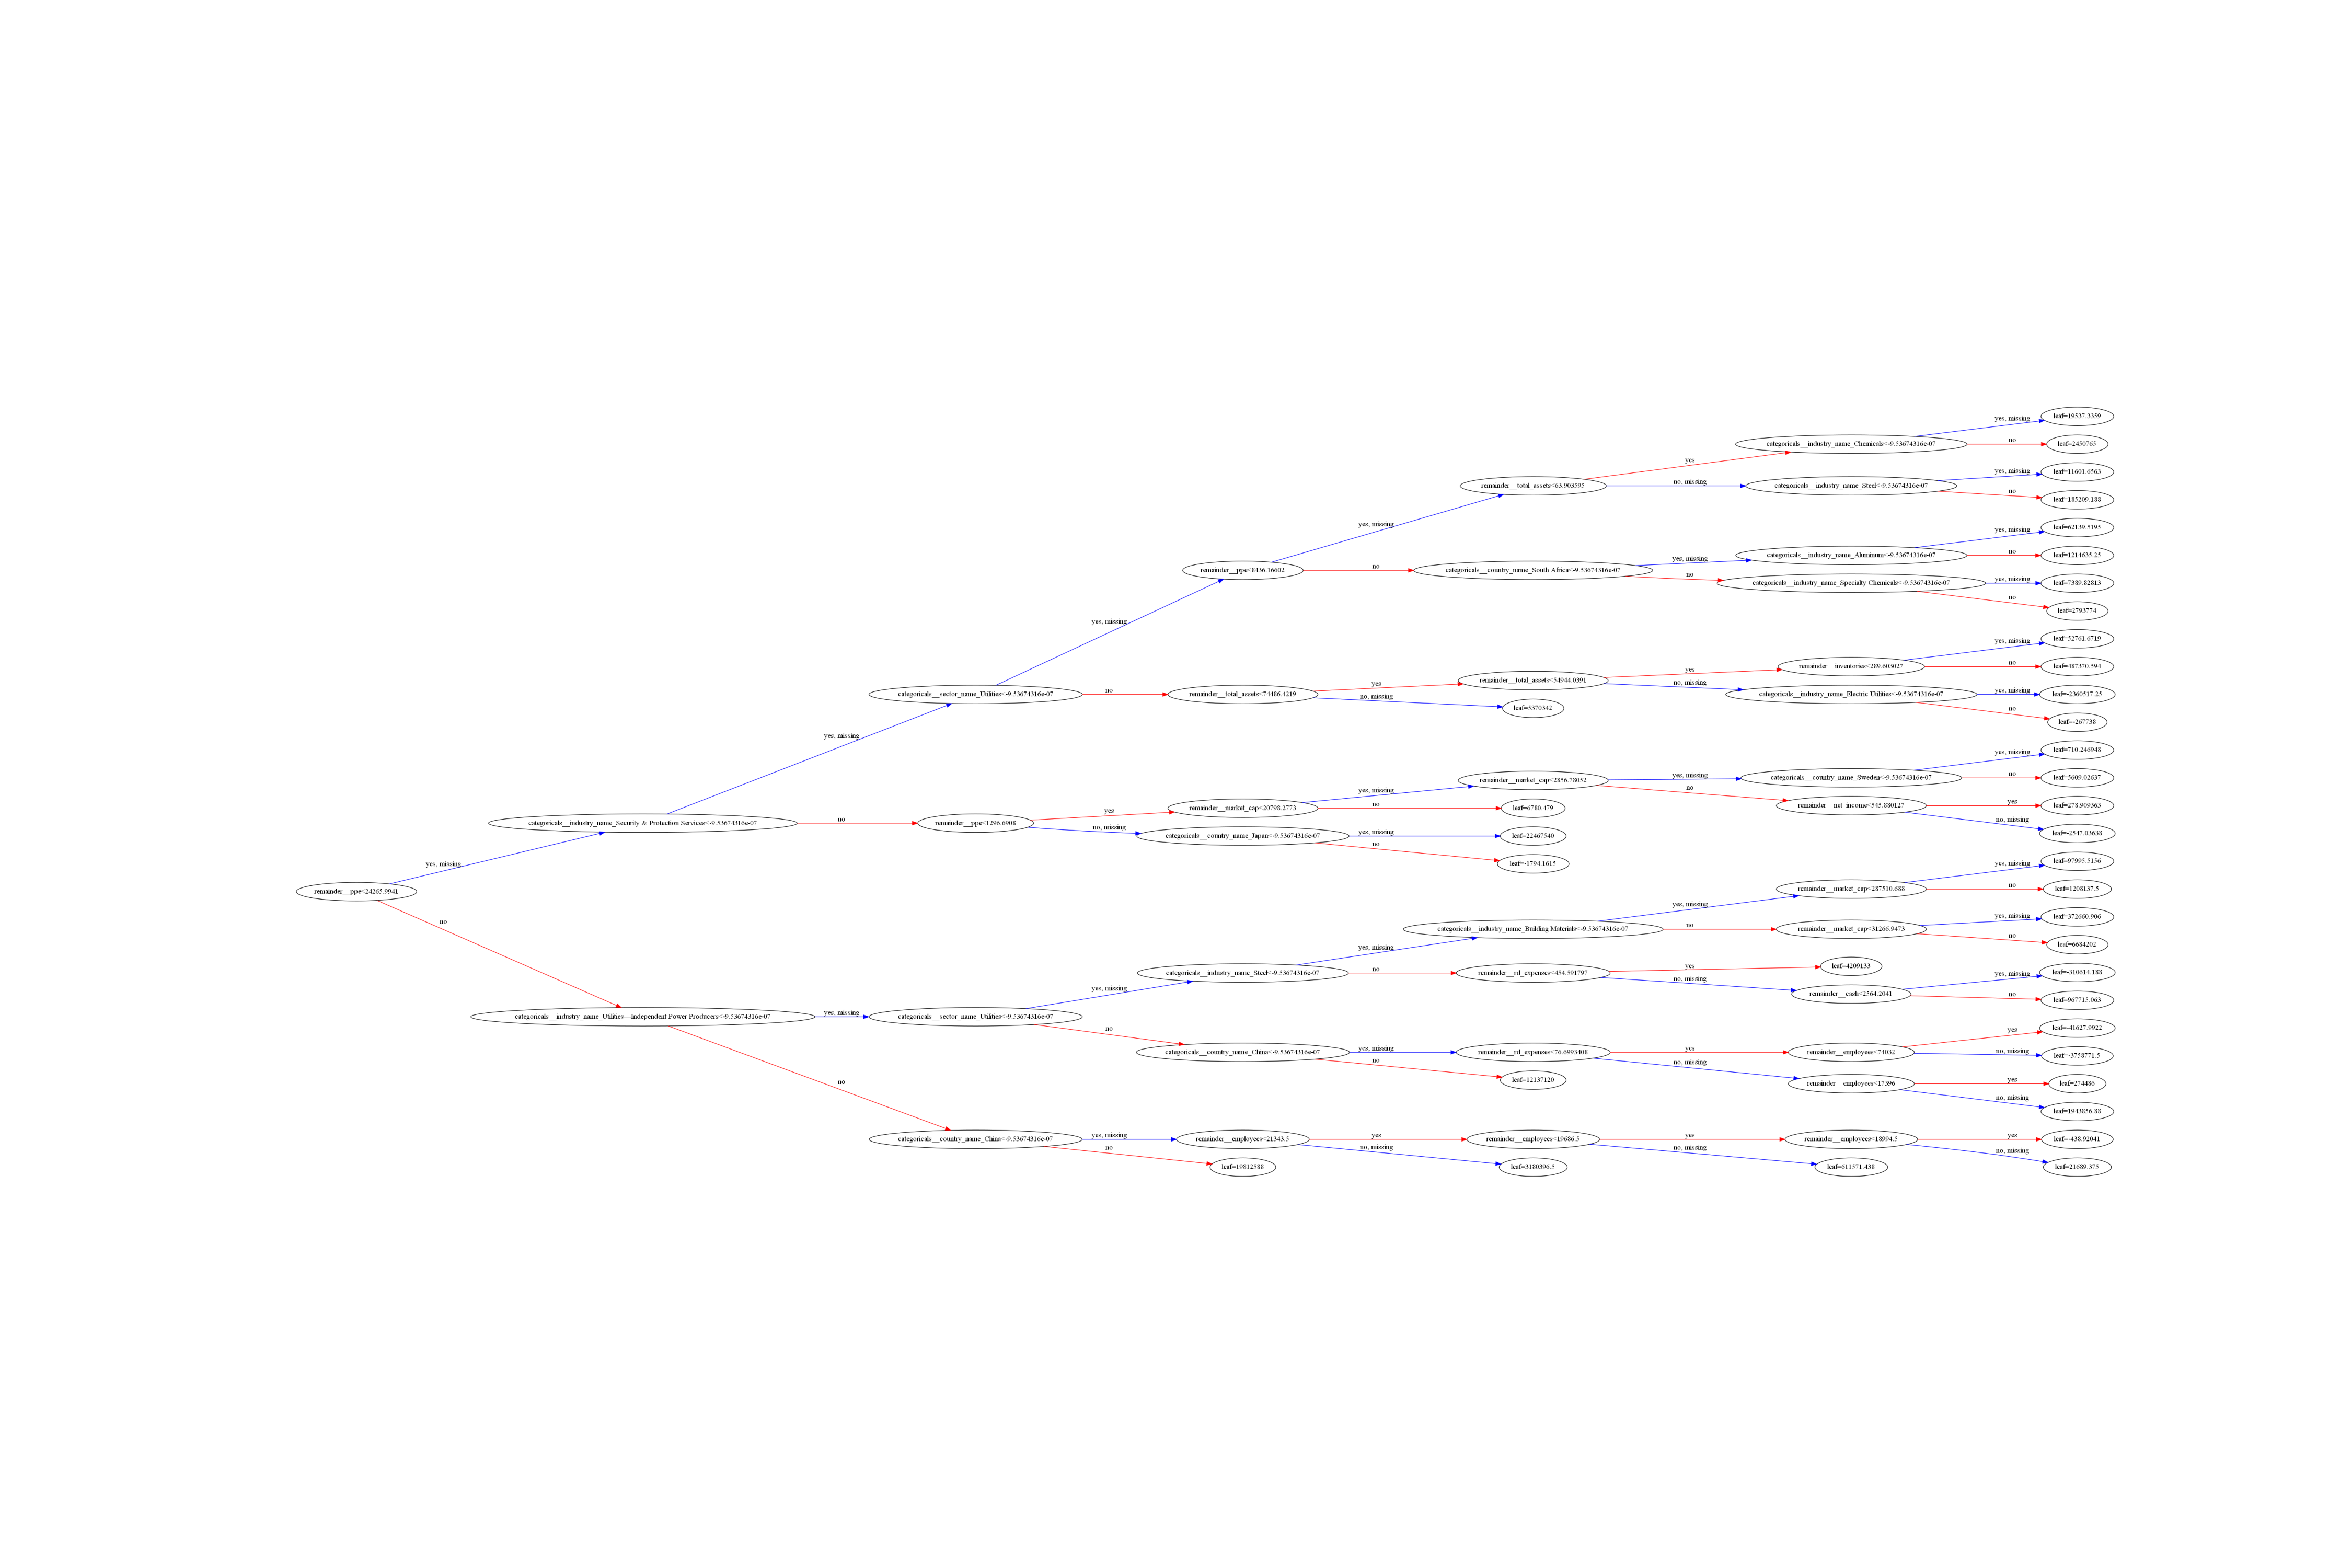 remainder__ppe<24265.9941
yes, missing
no
categoricals__industry_name_Security & Protection Services<-9.53674316e-07
categoricals__industry_name_Utilities—Independent Power Producers<-9.53674316e-07
yes, missing
no
yes, missing
no
categoricals__sector_name_Utilities<-9.53674316e-07
remainder__ppe<1296.6908
categoricals__sector_name_Utilities<-9.53674316e-07
categoricals__country_name_China<-9.53674316e-07
yes, missing
no
yes
no, missing
yes, missing
no
yes, missing
no
remainder__ppe<8436.16602
remainder__total_assets<74486.4219
remainder__market_cap<20798.2773
categoricals__country_name_Japan<-9.53674316e-07
categoricals__industry_name_Steel<-9.53674316e-07
categoricals__country_name_China<-9.53674316e-07
remainder__employees<21343.5
leaf=19812588
yes, missing
no
yes
no, missing
yes, missing
no
yes, missing
no
yes, missing
no
yes, missing
no
yes
no, missing
remainder__total_assets<63.903595
categoricals__country_name_South Africa<-9.53674316e-07
remainder__total_assets<54944.0391
leaf=5370342
remainder__market_cap<2856.78052
leaf=6780.479
leaf=22467540
leaf=-1794.1615
categoricals__industry_name_Building Materials<-9.53674316e-07
remainder__rd_expenses<454.591797
remainder__rd_expenses<76.6993408
leaf=12137120
remainder__employees<19686.5
leaf=3180396.5
yes
no, missing
yes, missing
no
yes
no, missing
yes, missing
no
yes, missing
no
yes
no, missing
yes
no, missing
yes
no, missing
categoricals__industry_name_Chemicals<-9.53674316e-07
categoricals__industry_name_Steel<-9.53674316e-07
categoricals__industry_name_Aluminum<-9.53674316e-07
categoricals__industry_name_Specialty Chemicals<-9.53674316e-07
remainder__inventories<289.603027
categoricals__industry_name_Electric Utilities<-9.53674316e-07
categoricals__country_name_Sweden<-9.53674316e-07
remainder__net_income<545.880127
remainder__market_cap<287510.688
remainder__market_cap<31266.9473
leaf=4209133
remainder__cash<2564.2041
remainder__employees<74032
remainder__employees<17396
remainder__employees<18994.5
leaf=611571.438
yes, missing
no
yes, missing
no
yes, missing
no
yes, missing
no
yes, missing
no
yes, missing
no
yes, missing
no
yes
no, missing
yes, missing
no
yes, missing
no
yes, missing
no
yes
no, missing
yes
no, missing
yes
no, missing
leaf=19537.3359
leaf=2450765
leaf=11601.6563
leaf=185209.188
leaf=62139.5195
leaf=1214635.25
leaf=7389.82813
leaf=2793774
leaf=52761.6719
leaf=487370.594
leaf=-2360517.25
leaf=-267738
leaf=710.246948
leaf=5609.02637
leaf=278.909363
leaf=-2547.03638
leaf=97995.5156
leaf=1208137.5
leaf=372660.906
leaf=6684202
leaf=-310614.188
leaf=967715.063
leaf=-41627.9922
leaf=-3758771.5
leaf=274486
leaf=1943856.88
leaf=-438.92041
leaf=21689.375